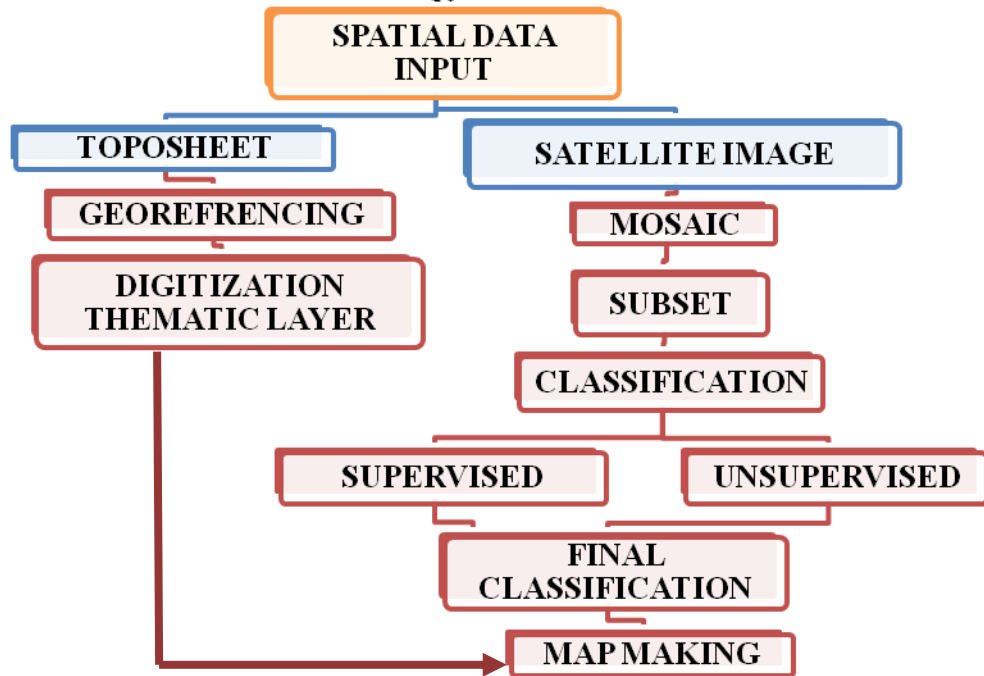 SPATIAL DATA
INPUT
TOPOSHEET
SATELLITE IMAGE
GEOREFRENCING
MOSAIC
DIGITIZATION
THEMATIC LAYER
SUBSET
CLASSIFICATION
SUPERVISED
UNSUPERVISED
FINAL
CLASSIFICATION
MAP MAKING